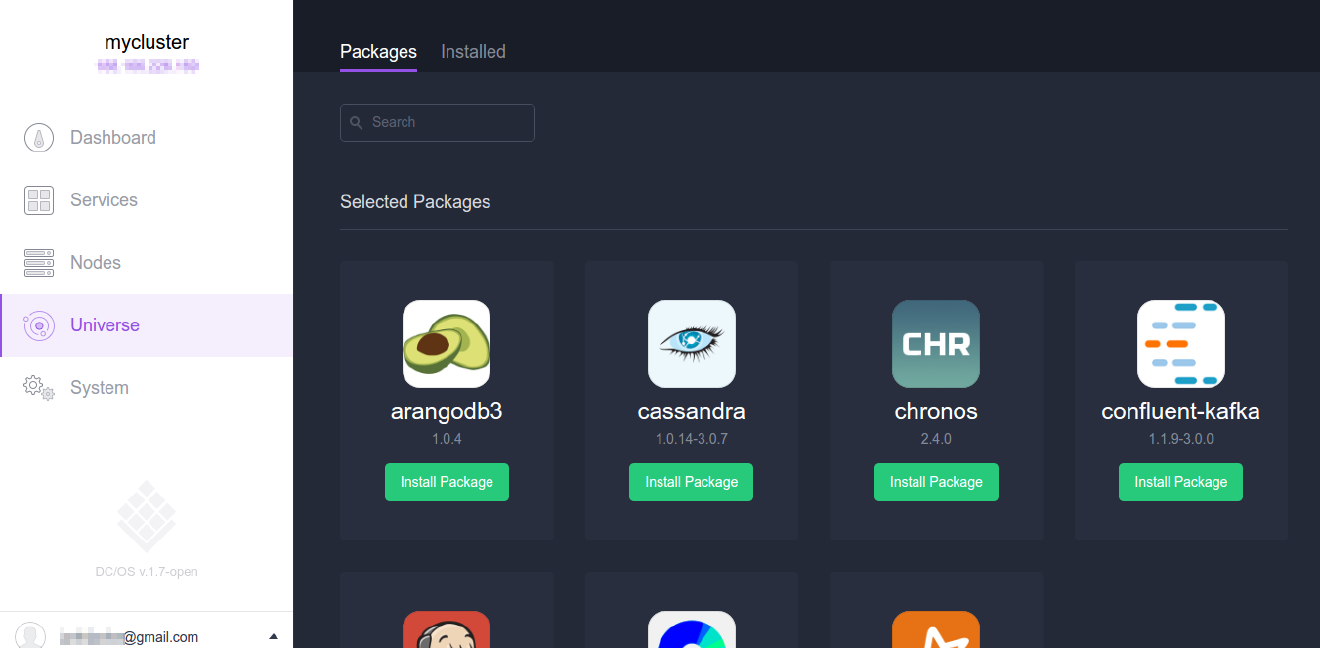 mycluster
Dashboard
Services
Nodes
Universe
System
DC/OS v.1.7-open
@gmail.com
Packages Installed
Search
Selected Packages
CHR
arangodb3 cassandra chronos confluent-kafka
1.0.4 1.0.14-3.0.7 2.4.0 1.1.9-3.0.0
Install Package Install Package Install Package Install Package